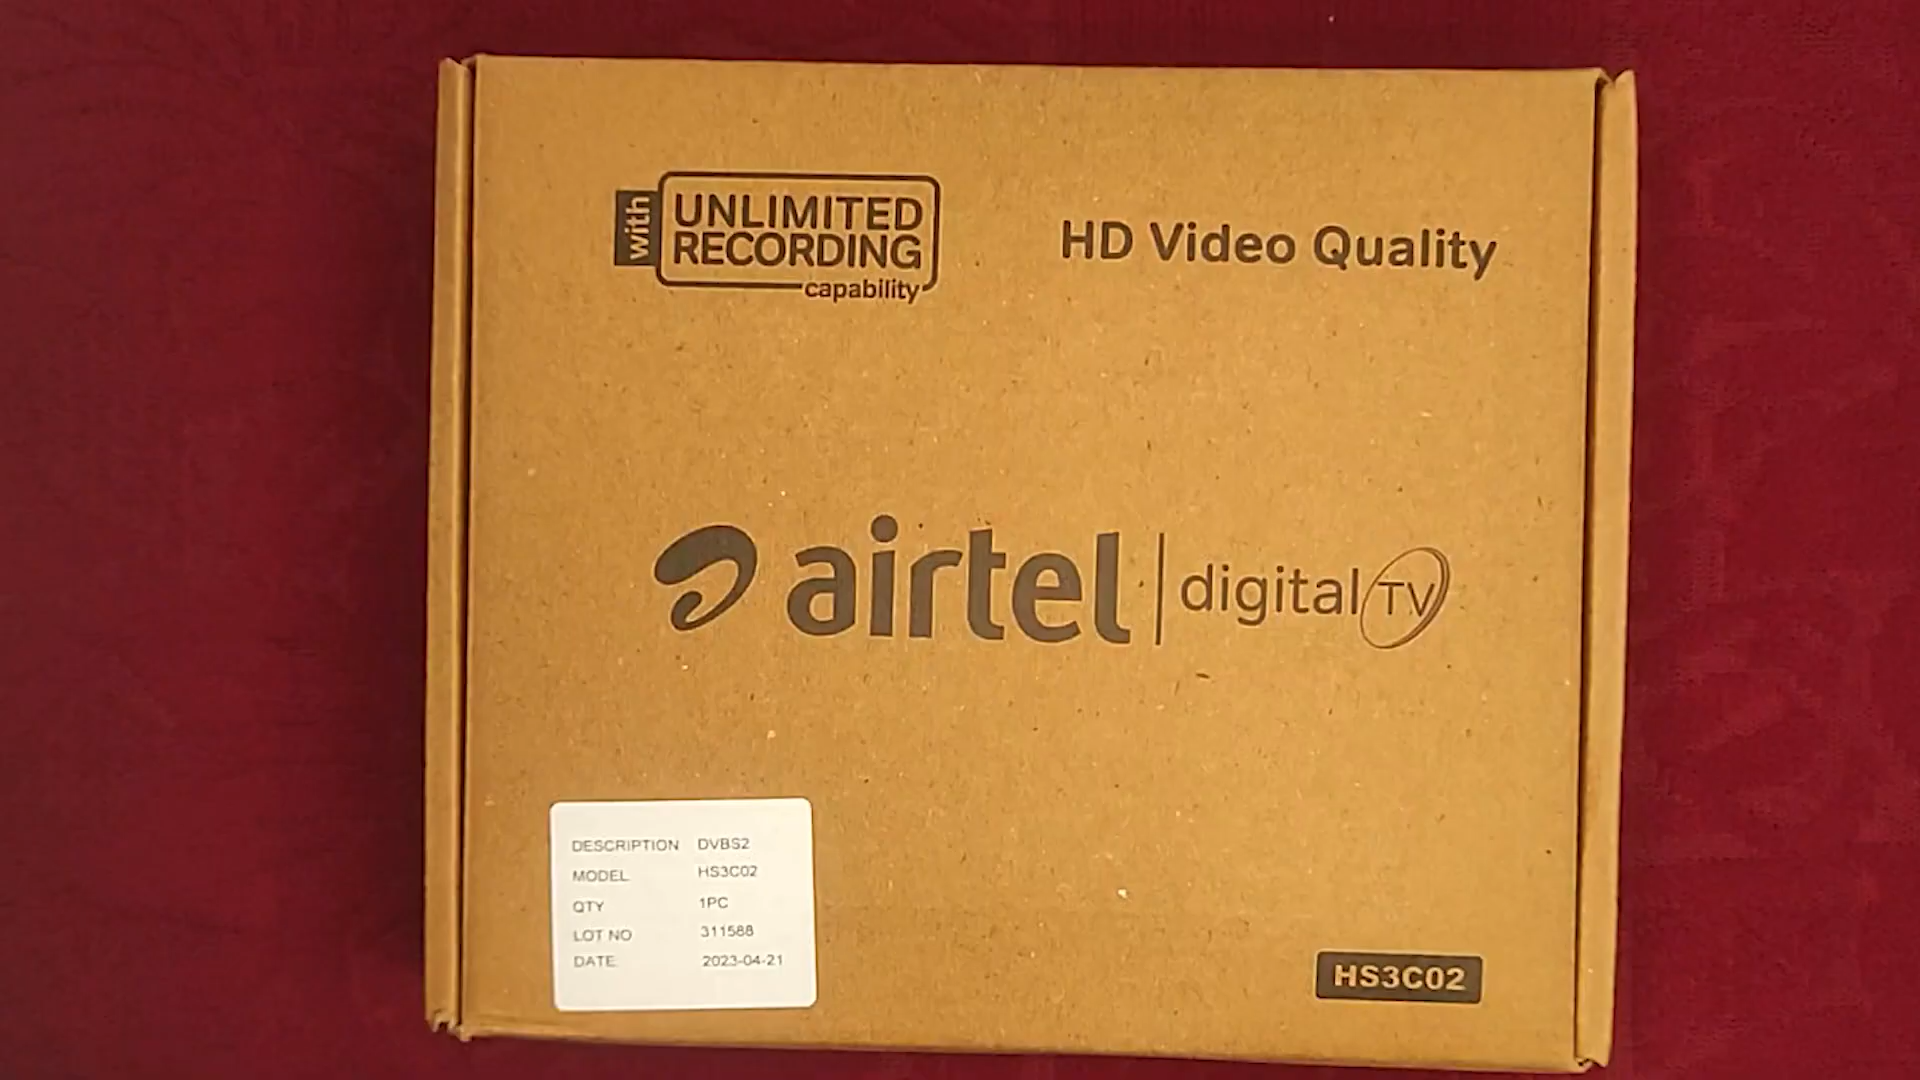 with
UNLIMITED
RECORDING
capability
HD Video Quality
airtel digital TV
DESCRIPTION DVBS2
MODEL HS3C02
QTY 1PC
LOT NO 311588
DATE 2023-04-21
HS3C02